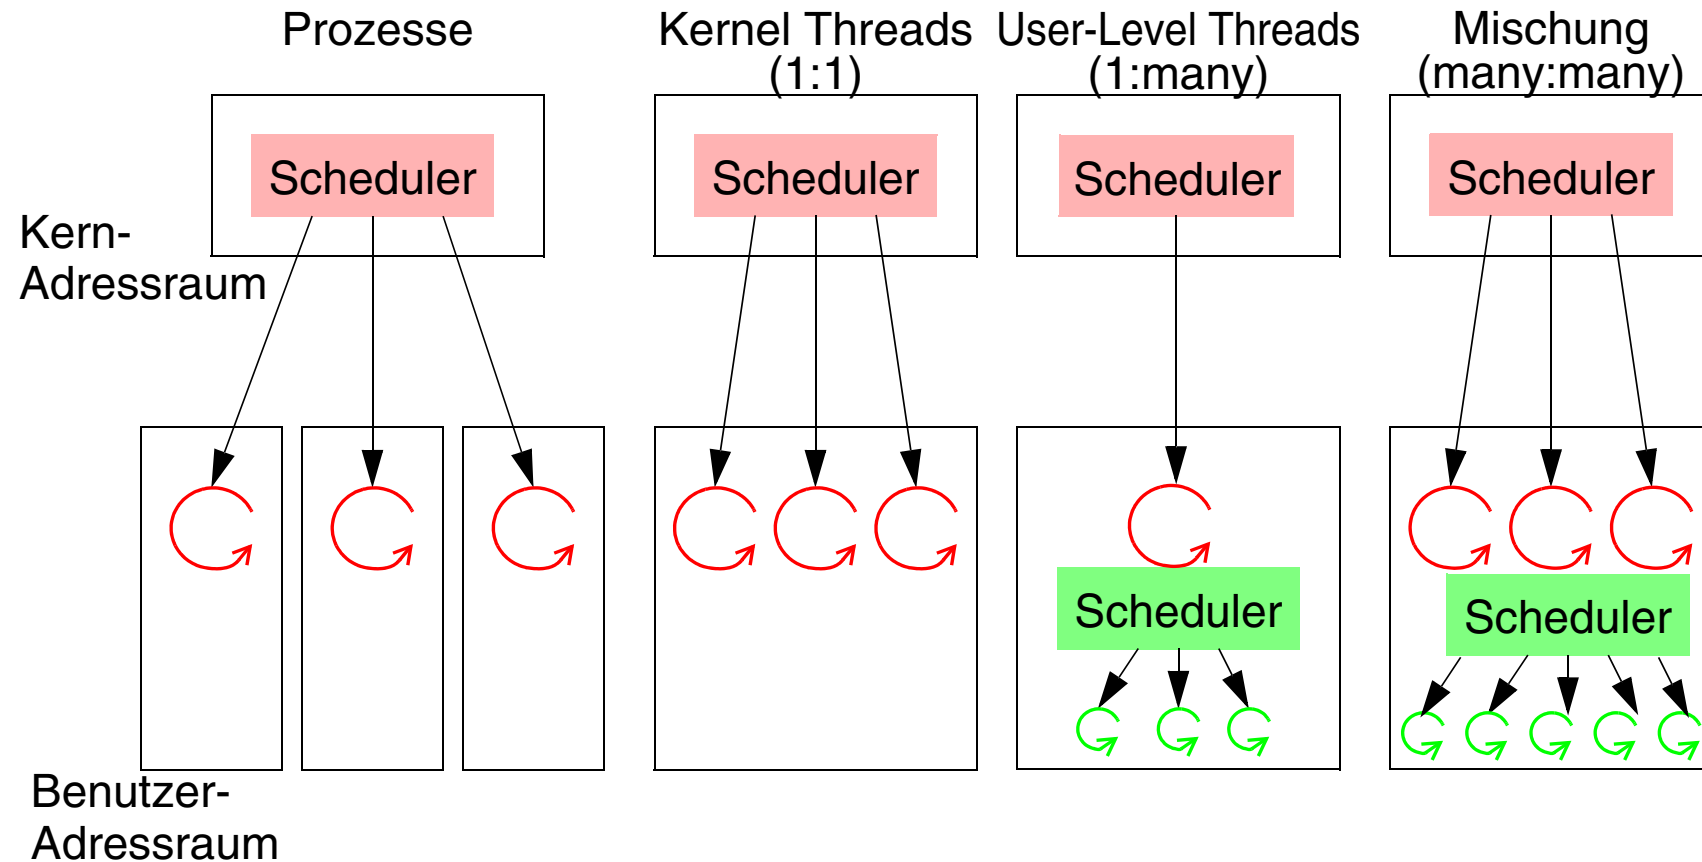 Prozesse
Kernel Threads
(1:1)
User-Level Threads
(1:many)
Mischung
(many:many)
Scheduler
Scheduler
Scheduler
Scheduler
Kern-
Adressraum
Scheduler
Scheduler
Benutzer-
Adressraum